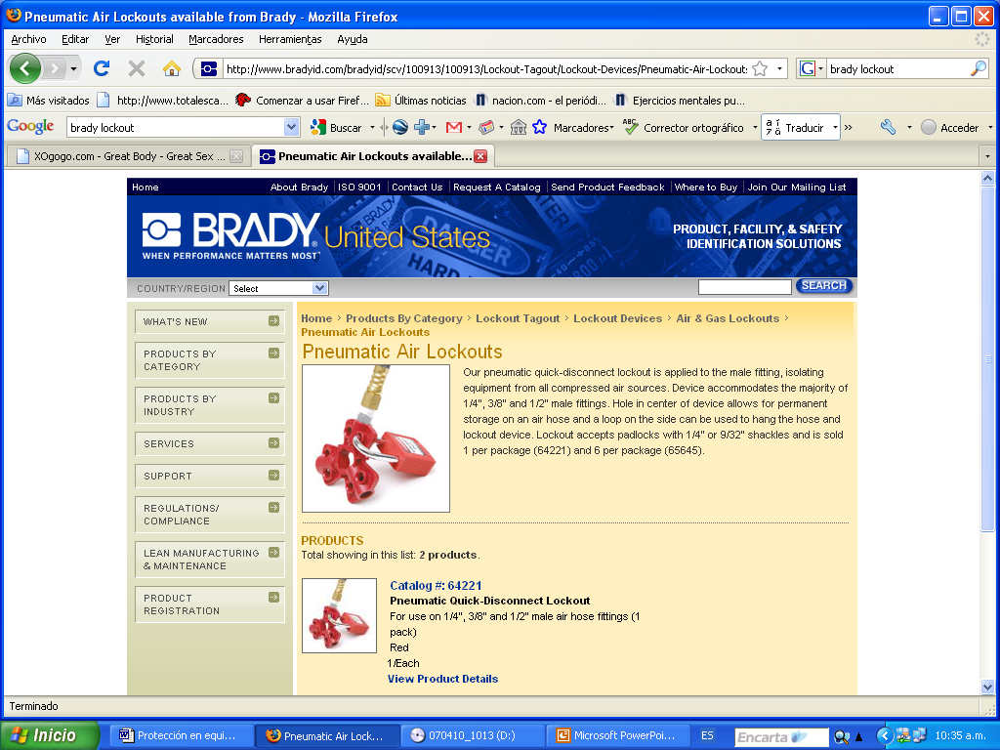 Pneumatic Air Lockouts available from Brady - Mozilla Firefox
Archivo Editar Ver Historial Marcadores Herramientas Ayuda
http://www.bradyid.com/bradyid/scv/100913/100913/Lockout-Tagout/Lockout-Devices/Pneumatic-Air-Lockouts brady lockout
Más visitados http://www.totalesca... Comenzar a usar Firef... Últimas noticias nacion.com - el periódi... Ejercicios mentales pu...
Google brady lockout Buscar Marcadores Corrector ortográfico Traducir Acceder
XOgogo.com - Great Body - Great Sex ... Pneumatic Air Lockouts available...
Home About Brady ISO 9001 Contact Us Request A Catalog Send Product Feedback Where to Buy Join Our Mailing List
BRADY United States
WHEN PERFORMANCE MATTERS MOST
PRODUCT, FACILITY, & SAFETY
IDENTIFICATION SOLUTIONS
COUNTRY/REGION Select SEARCH
WHAT'S NEW
PRODUCTS BY
CATEGORY
PRODUCTS BY
INDUSTRY
SERVICES
SUPPORT
REGULATIONS/
COMPLIANCE
LEAN MANUFACTURING
& MAINTENANCE
PRODUCT
REGISTRATION
Home > Products By Category > Lockout Tagout > Lockout Devices > Air & Gas Lockouts >
Pneumatic Air Lockouts
Pneumatic Air Lockouts
Our pneumatic quick-disconnect lockout is applied to the male fitting, isolating
equipment from all compressed air sources. Device accommodates the majority of
1/4", 3/8" and 1/2" male fittings. Hole in center of device allows for permanent
storage on an air hose and a loop on the side can be used to hang the hose and
lockout device. Lockout accepts padlocks with 1/4" or 9/32" shackles and is sold
1 per package (64221) and 6 per package (65645).
PRODUCTS
Total showing in this list: 2 products.
Catalog #: 64221
Pneumatic Quick-Disconnect Lockout
For use on 1/4", 3/8" and 1/2" male air hose fittings (1
pack)
Red
1/Each
View Product Details
Terminado
Inicio Protección en equi... Pneumatic Air Lock... 070410_1013 (D:) Microsoft PowerPoi... ES Encarta 10:35 a.m.